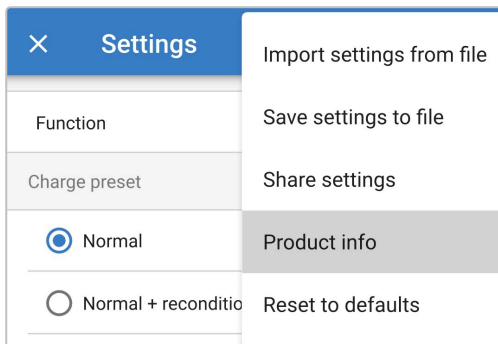 Settings
Import settings from file
Save settings to file
Share settings
Product info
Reset to defaults
Function
Charge preset
Normal
Normal + reconditio